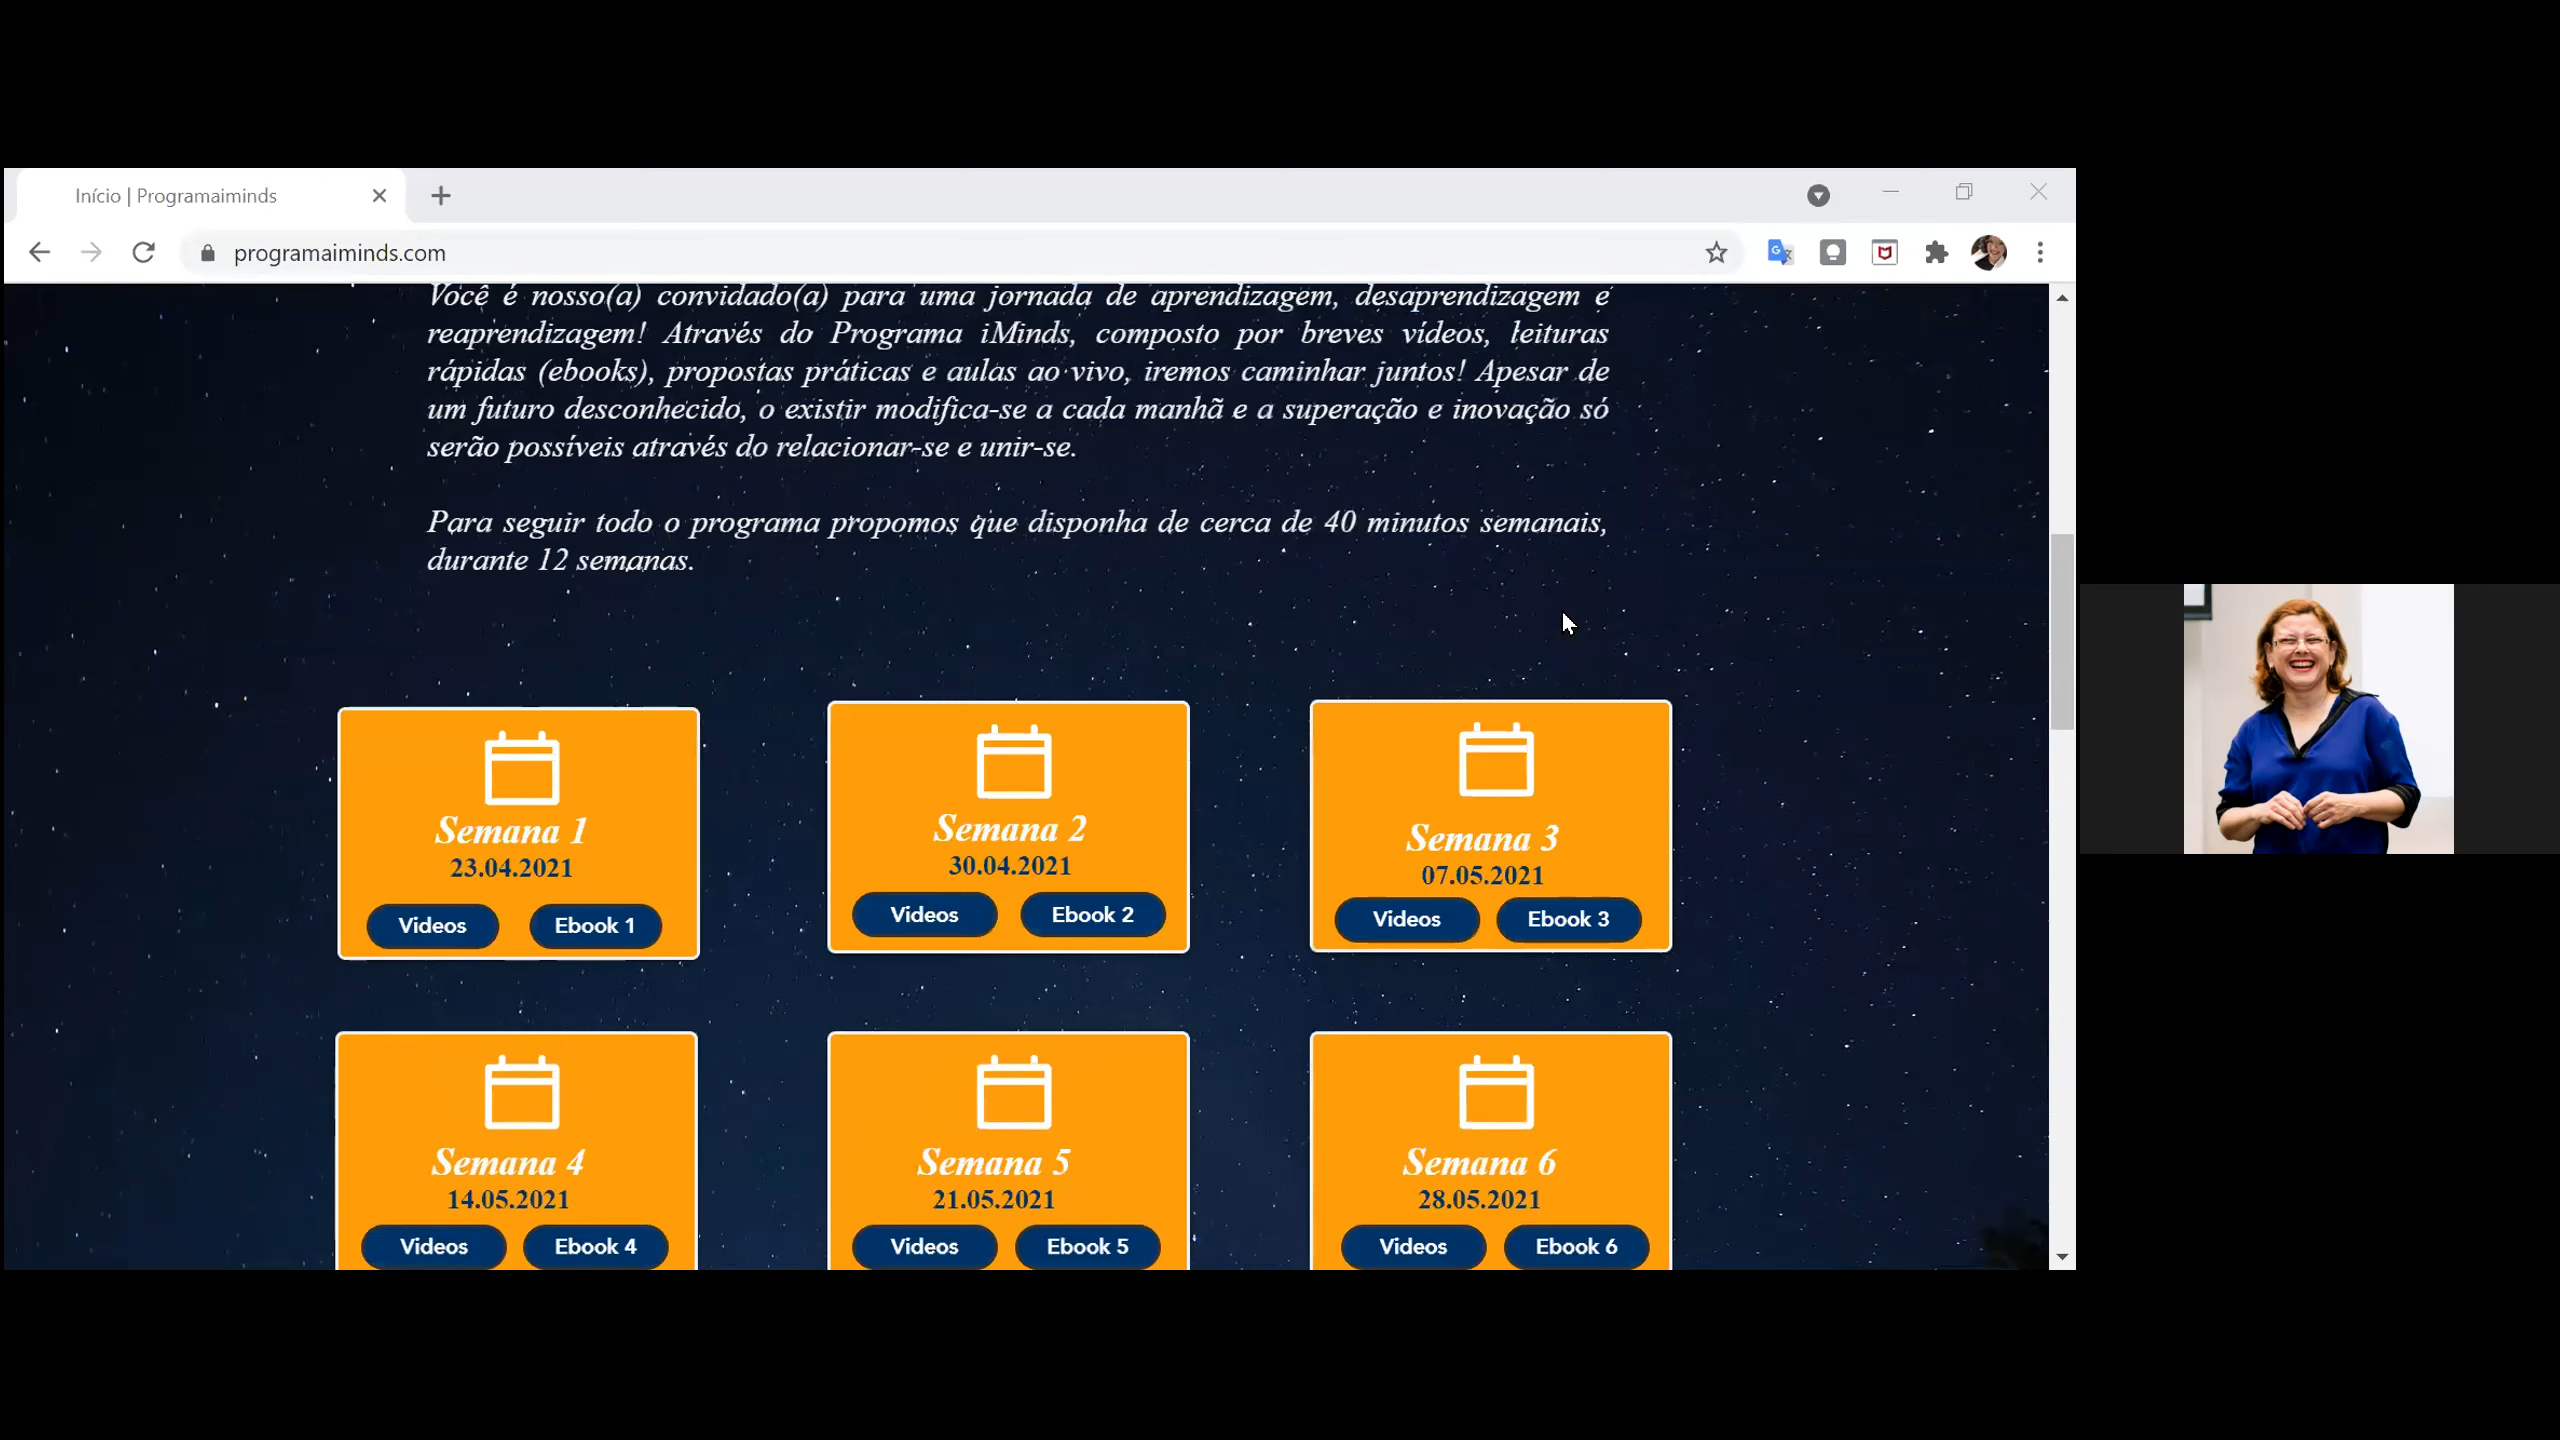 Início | Programaiminds
programaiminds.com
Você é nosso(a) convidado(a) para uma jornada de aprendizagem, desaprendizagem e
reaprendizagem! Através do Programa iMinds, composto por breves vídeos, leituras
rápidas (ebooks), propostas práticas e aulas ao vivo, iremos caminhar juntos! Apesar de
um futuro desconhecido, o existir modifica-se a cada manhã e a superação e inovação só
serão possíveis através do relacionar-se e unir-se.
Para seguir todo o programa propomos que disponha de cerca de 40 minutos semanais,
durante 12 semanas.
Semana 1
23.04.2021
Videos Ebook 1
Semana 2
30.04.2021
Videos Ebook 2
Semana 3
07.05.2021
Videos Ebook 3
Semana 4
14.05.2021
Videos Ebook 4
Semana 5
21.05.2021
Videos Ebook 5
Semana 6
28.05.2021
Videos Ebook 6